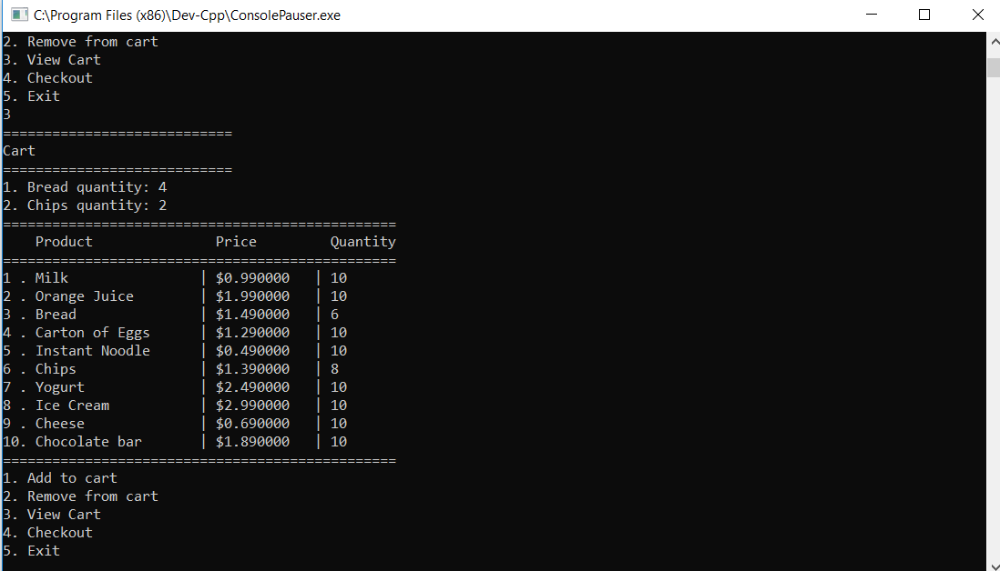 C:\Program Files (x86)\Dev-Cpp\ConsolePauser.exe
2. Remove from cart
3. View Cart
4. Checkout
5. Exit
3
============================
Cart
============================
1. Bread quantity: 4
2. Chips quantity: 2
================================================
    Product               Price         Quantity
================================================
1 . Milk                | $0.990000   | 10
2 . Orange Juice        | $1.990000   | 10
3 . Bread               | $1.490000   | 6
4 . Carton of Eggs      | $1.290000   | 10
5 . Instant Noodle      | $0.490000   | 10
6 . Chips               | $1.390000   | 8
7 . Yogurt              | $2.490000   | 10
8 . Ice Cream           | $2.990000   | 10
9 . Cheese              | $0.690000   | 10
10. Chocolate bar       | $1.890000   | 10
================================================
1. Add to cart
2. Remove from cart
3. View Cart
4. Checkout
5. Exit